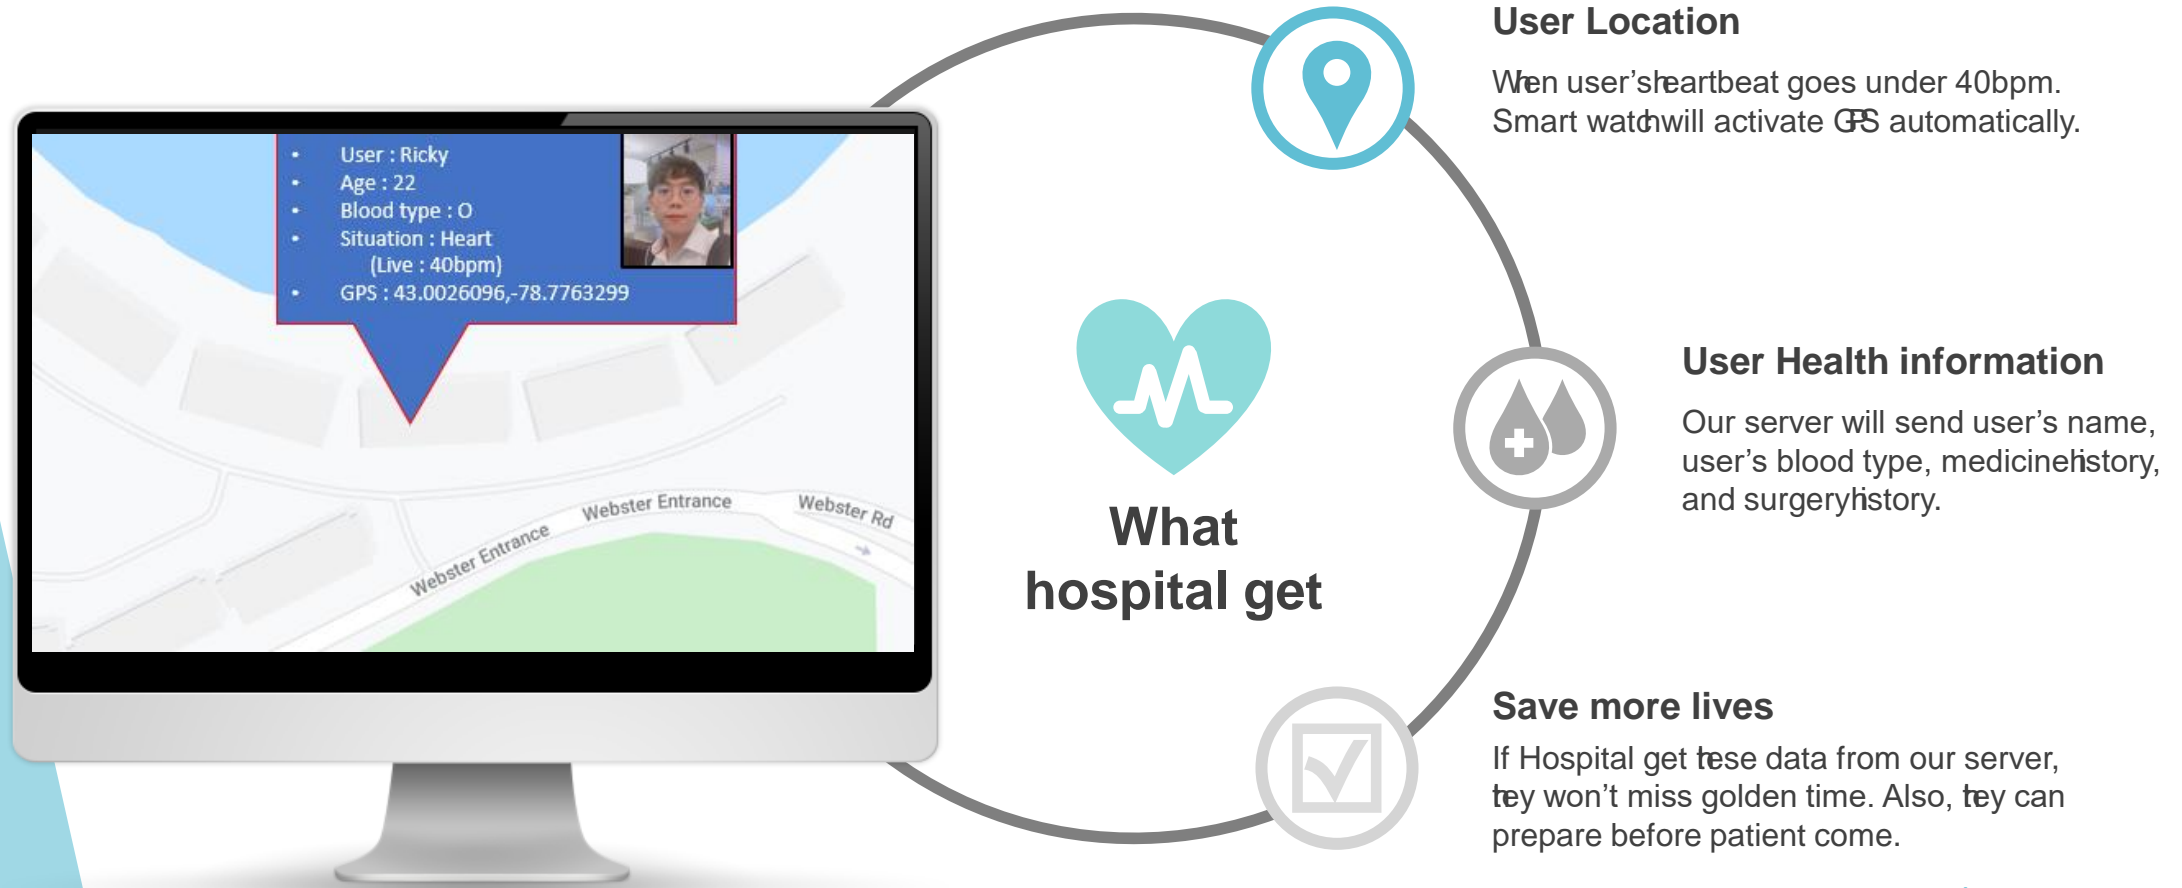 • User : Ricky
• Age : 22
• Blood type : O
• Situation : Heart
(Live : 40bpm)
• GPS : 43.0026096,-78.7763299
Webster Entrance
Webster Entrance
Webster Rd
What
hospital get
User Location
When user's heartbeat goes under 40bpm.
Smart watch will activate GPS automatically.
User Health information
Our server will send user's name,
user's blood type, medicine history,
and surgery history.
Save more lives
If Hospital get these data from our server,
they won't miss golden time. Also, they can
prepare before patient come.